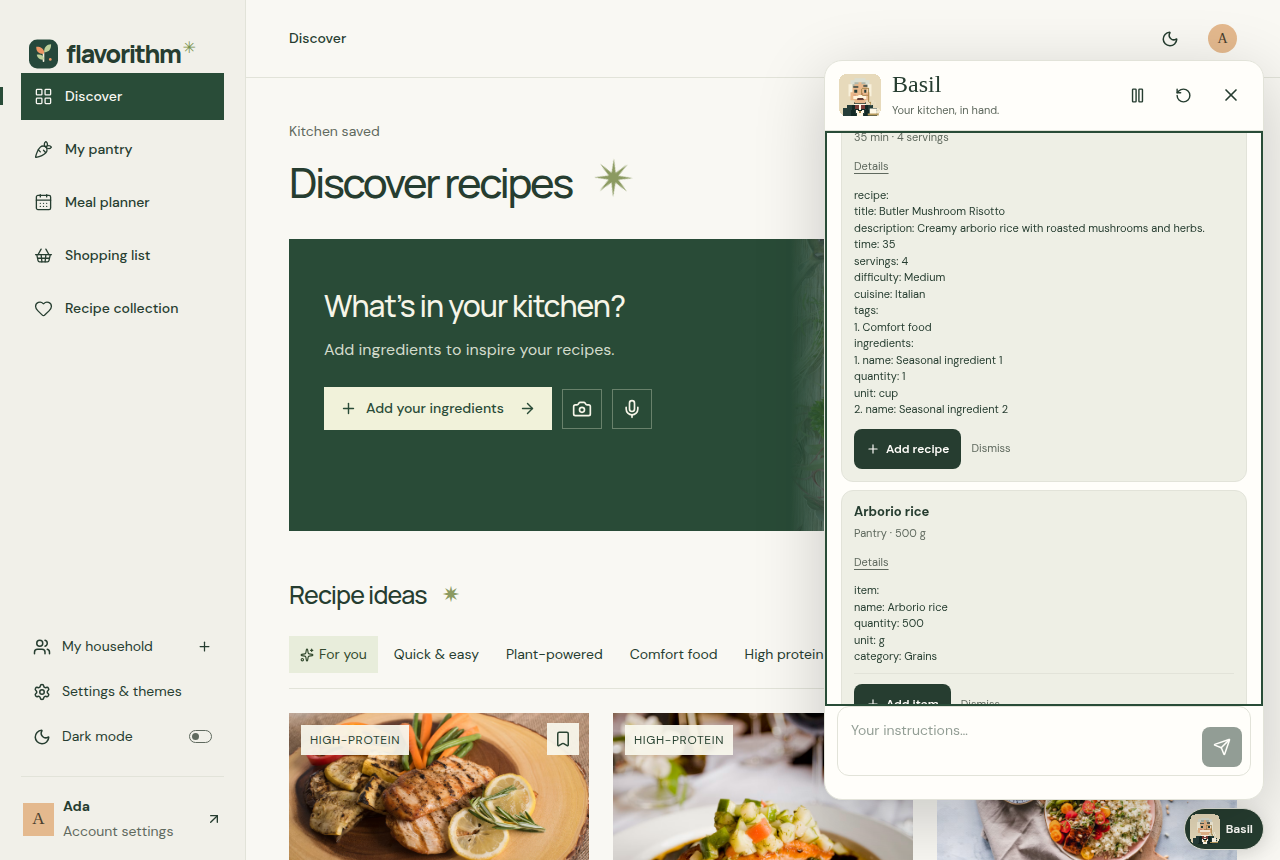 flavorithm
Discover
My pantry
Meal planner
Shopping list
Recipe collection
My household
Settings & themes
Dark mode
A
Ada
Account settings
Discover
A
Kitchen saved
Discover recipes
What's in your kitchen?
Add ingredients to inspire your recipes.
Add your ingredients
Recipe ideas
For you
Quick & easy
Plant-powered
Comfort food
High protein
HIGH-PROTEIN
HIGH-PROTEIN
Basil
Your kitchen, in hand.
35 min · 4 servings
Details
recipe:
title: Butler Mushroom Risotto
description: Creamy arborio rice with roasted mushrooms and herbs.
time: 35
servings: 4
difficulty: Medium
cuisine: Italian
tags:
1. Comfort food
ingredients:
1. name: Seasonal ingredient 1
quantity: 1
unit: cup
2. name: Seasonal ingredient 2
Add recipe
Dismiss
Arborio rice
Pantry · 500 g
Details
item:
name: Arborio rice
quantity: 500
unit: g
category: Grains
Add item
Dismiss
Your instructions…
Basil